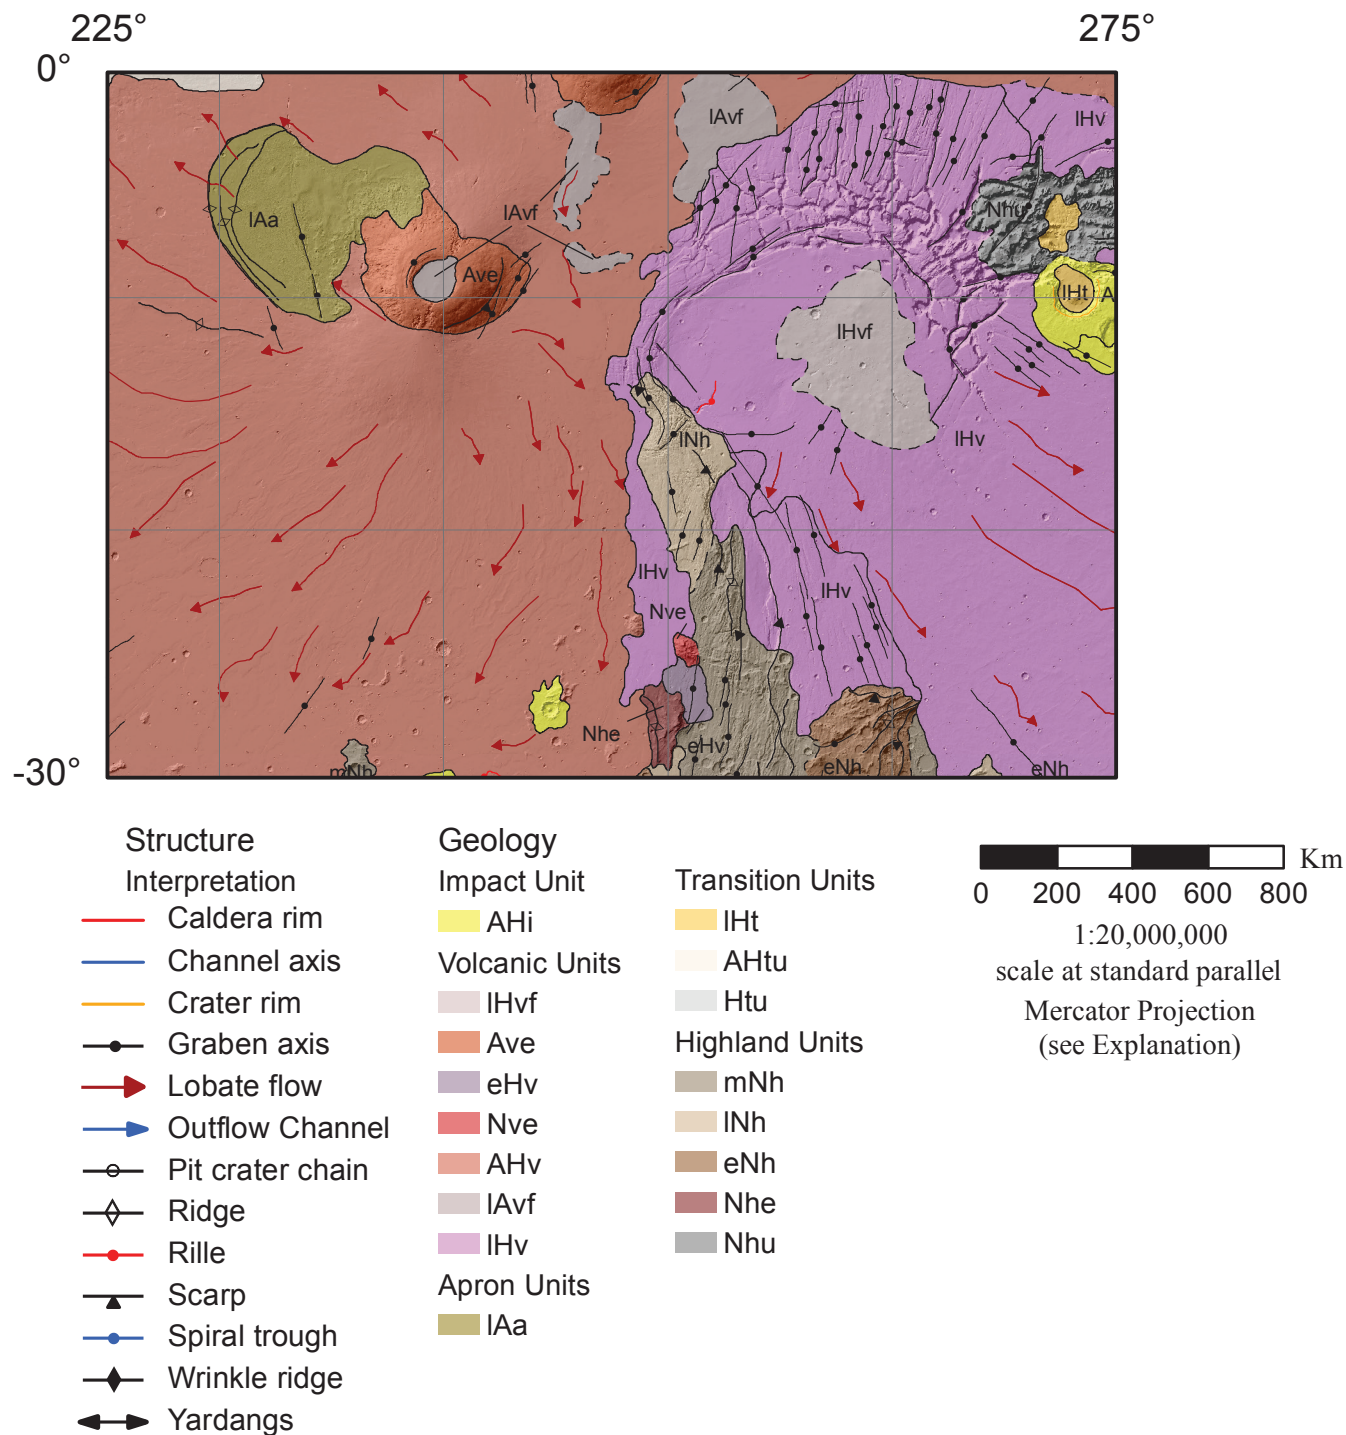 225° 275°
0°
lHv
lAvf
Nhu
lAa
lAvf
Ave
lHt A
lHvf
lHv
lNh
lHv
lHv
Nve
Nhe
eHv
mNh
eNh
eNh
-30°
Structure
Interpretation
Caldera rim
Channel axis
Crater rim
Graben axis
Lobate flow
Outflow Channel
Pit crater chain
Ridge
Rille
Scarp
Spiral trough
Wrinkle ridge
Yardangs
Geology
Impact Unit
AHi
Volcanic Units
lHvf
Ave
eHv
Nve
AHv
lAvf
lHv
Apron Units
lAa
Transition Units
lHt
AHtu
Htu
Highland Units
mNh
lNh
eNh
Nhe
Nhu
Km
0 200 400 600 800
1:20,000,000
scale at standard parallel
Mercator Projection
(see Explanation)